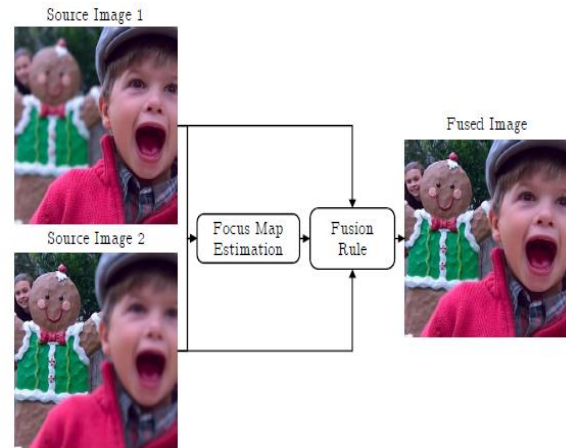 Source Image 1
Source Image 2
Focus Map
Estimation
Fusion
Rule
Fused Image